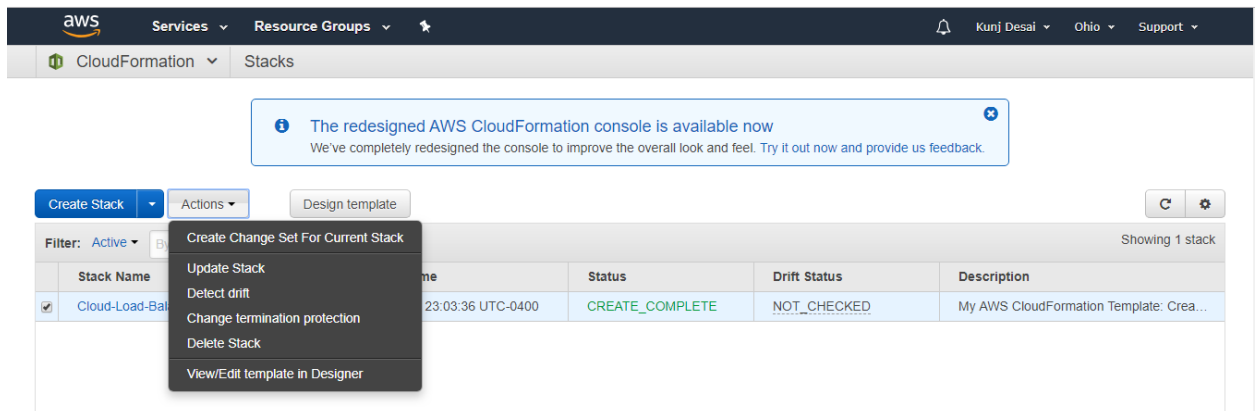 aws Services Resource Groups Kunj Desai Ohio Support
CloudFormation Stacks
The redesigned AWS CloudFormation console is available now
We've completely redesigned the console to improve the overall look and feel. Try it out now and provide us feedback.
Create Stack Actions Design template
Filter: Active By Showing 1 stack
Create Change Set For Current Stack
Update Stack
Detect drift
Change termination protection
Delete Stack
View/Edit template in Designer
Stack Name me Status Drift Status Description
Cloud-Load-Bal 23:03:36 UTC-0400 CREATE_COMPLETE NOT_CHECKED My AWS CloudFormation Template: Crea...